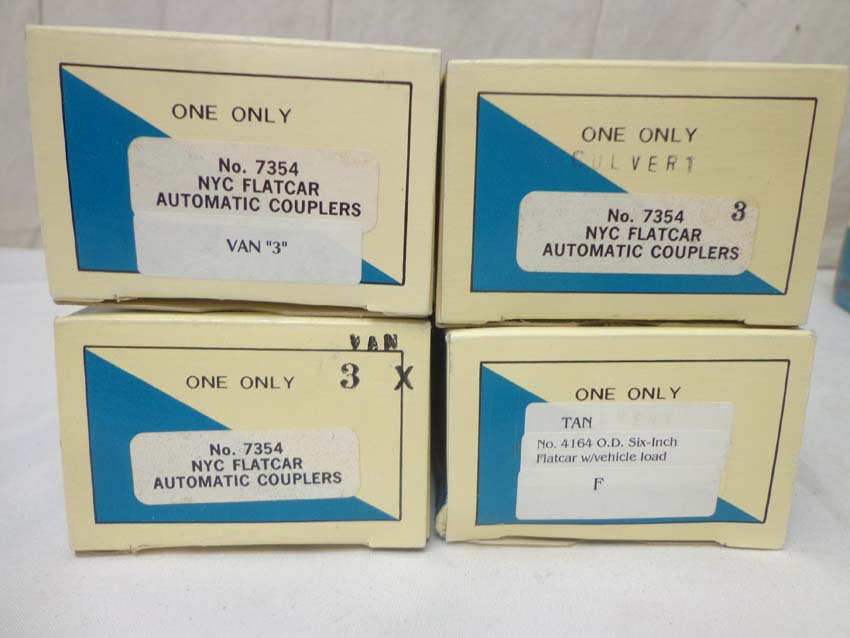 ONE ONLY
No. 7354
NYC FLATCAR
AUTOMATIC COUPLERS
VAN "3"
ONE ONLY
CULVERT
No. 7354
3
NYC FLATCAR
AUTOMATIC COUPLERS
VAN
ONE ONLY
3 X
No. 7354
NYC FLATCAR
AUTOMATIC COUPLERS
ONE ONLY
TAN
No. 4164 O.D. Six-Inch
Flatcar w/vehicle load
F